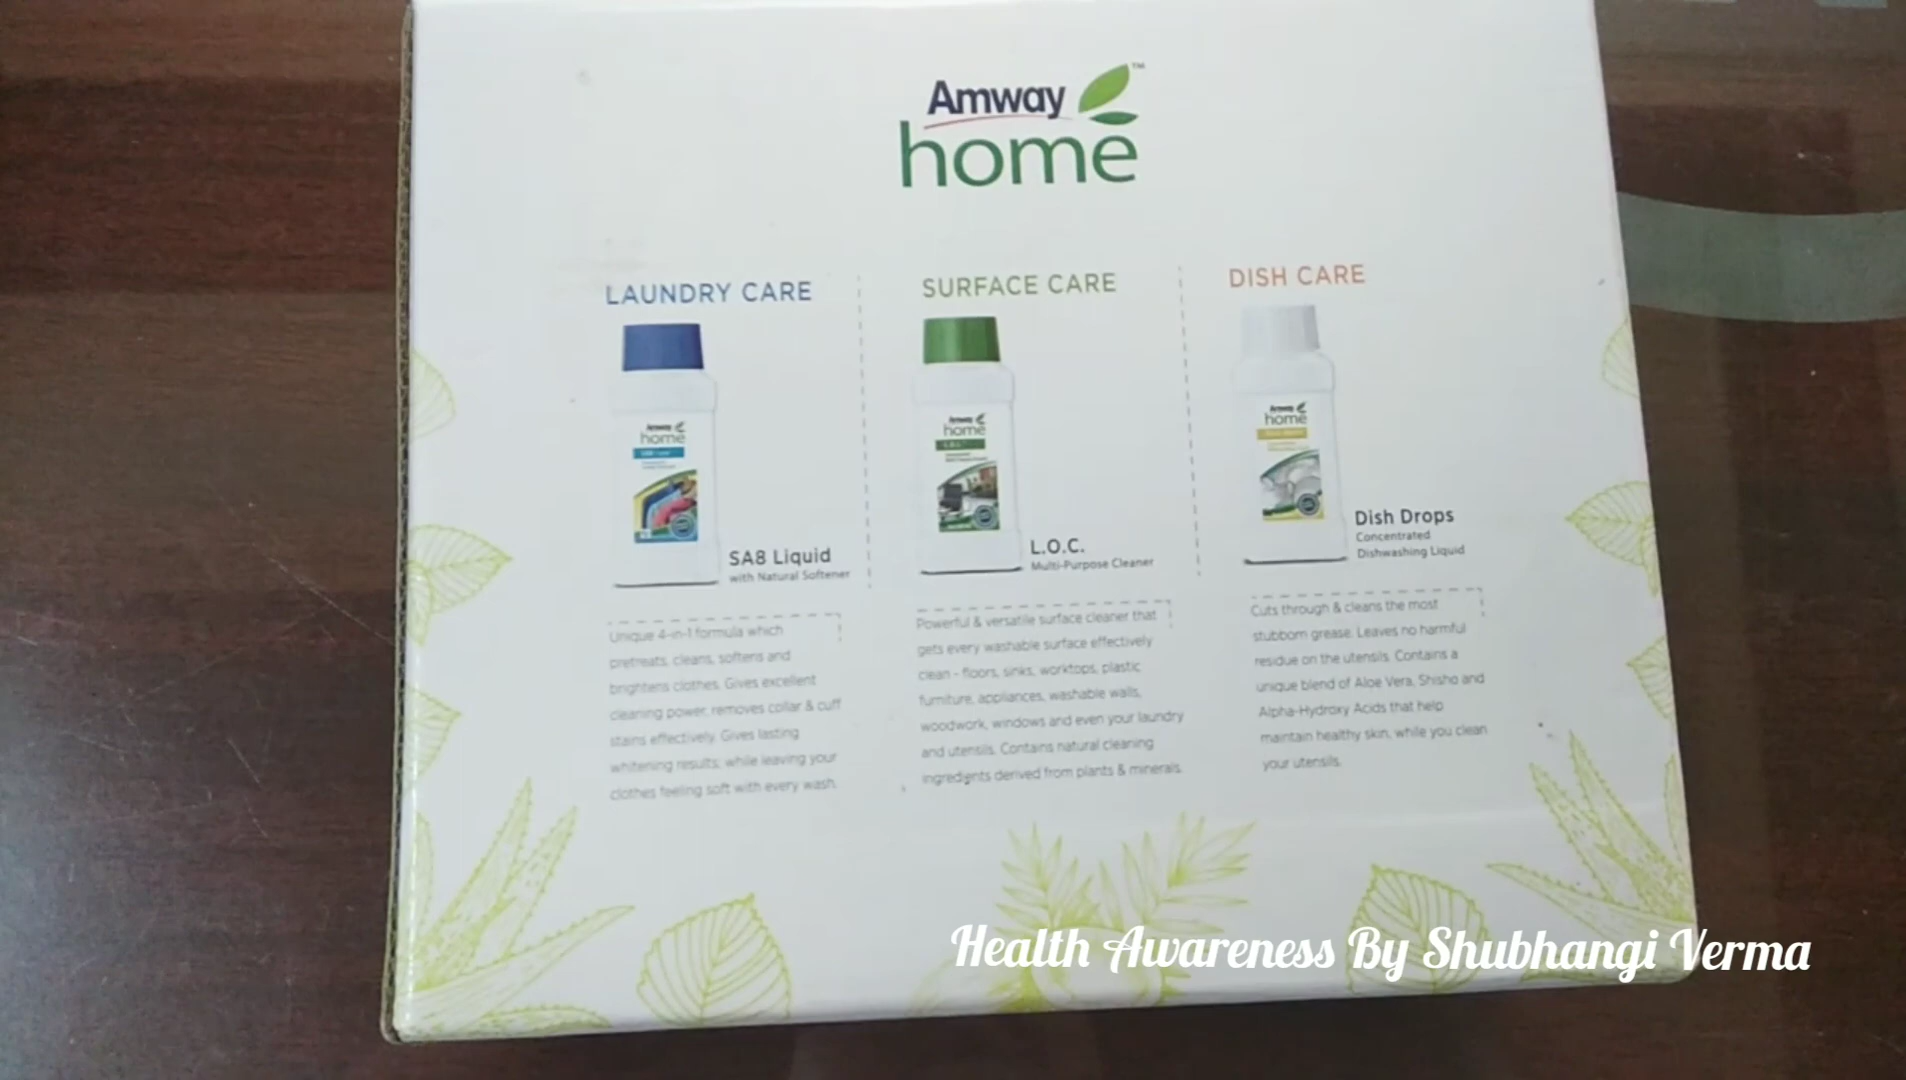 Amway
home
LAUNDRY CARE
SA8 Liquid
with Natural Softener
Unique 4-in-1 formula which
pretreats, cleans, softens and
brightens clothes. Gives excellent
cleaning power, removes collar & cuff
stains effectively. Gives lasting
whitening results, while leaving your
clothes feeling soft with every wash.
SURFACE CARE
L.O.C.
Multi-Purpose Cleaner
Powerful & versatile surface cleaner that
gets every washable surface effectively
clean - floors, sinks, worktops, plastic
furniture, appliances, washable walls,
woodwork, windows and even your laundry
and utensils. Contains natural cleaning
ingredients derived from plants & minerals.
DISH CARE
Dish Drops
Concentrated
Dishwashing Liquid
Cuts through & cleans the most
stubborn grease. Leaves no harmful
residue on the utensils. Contains a
unique blend of Aloe Vera, Shisho and
Alpha-Hydroxy Acids that help
maintain healthy skin, while you clean
your utensils.
Amway
home
Amway
home
Amway
home
Health Awareness By Shubhangi Verma